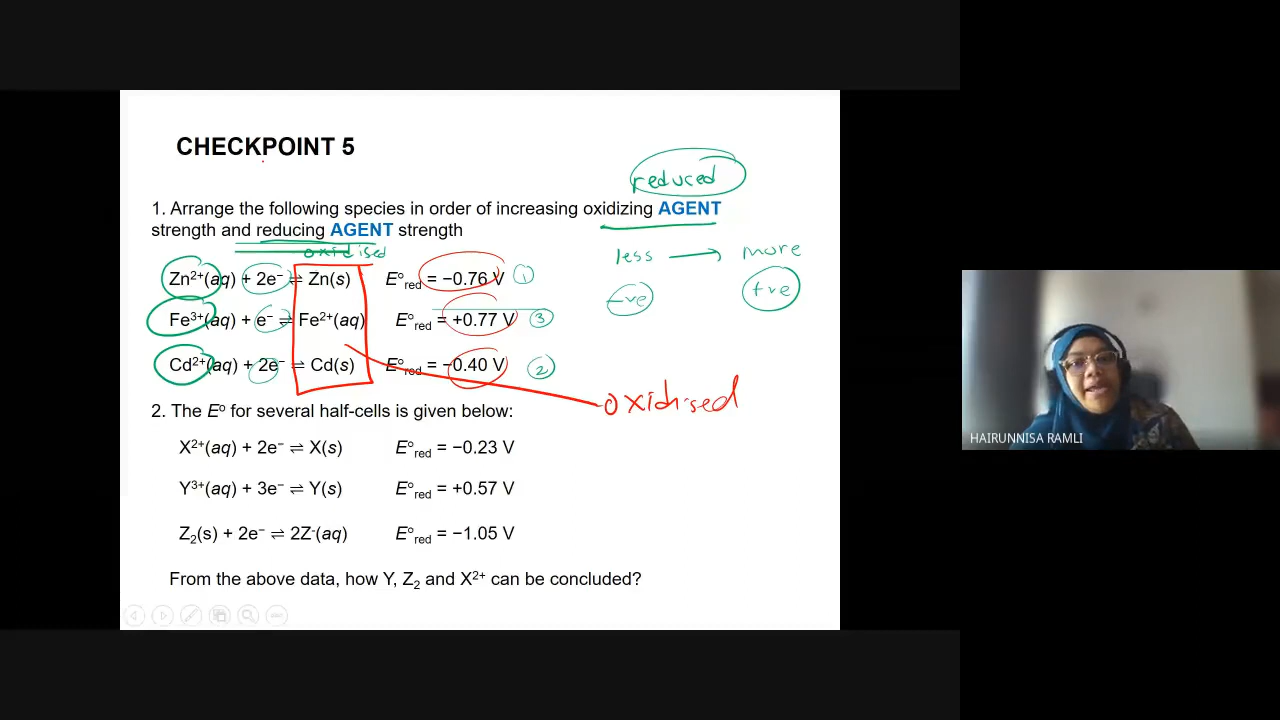 CHECKPOINT 5
reduced
1. Arrange the following species in order of increasing oxidizing AGENT
strength and reducing AGENT strength
oxidised
less → more
Zn²⁺(aq) + 2e⁻ ⇌ Zn(s) E°red = −0.76 V ①
−ve +ve
Fe³⁺(aq) + e⁻ ⇌ Fe²⁺(aq) E°red = +0.77 V ③
Cd²⁺(aq) + 2e⁻ ⇌ Cd(s) E°red = −0.40 V ②
oxidised
2. The E° for several half-cells is given below:
X²⁺(aq) + 2e⁻ ⇌ X(s) E°red = −0.23 V
Y³⁺(aq) + 3e⁻ ⇌ Y(s) E°red = +0.57 V
Z₂(s) + 2e⁻ ⇌ 2Z⁻(aq) E°red = −1.05 V
From the above data, how Y, Z₂ and X²⁺ can be concluded?
HAIRUNNISA RAMLI